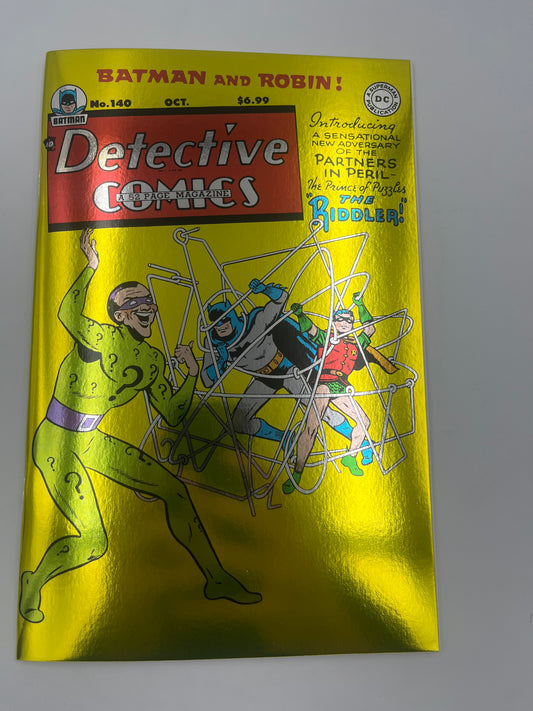 BATMAN AND ROBIN!
BATMAN
No. 140 OCT. $6.99
A SUPERMAN
DC
PUBLICATION
Detective
COMICS
A 52 PAGE MAGAZINE
Introducing
A SENSATIONAL
NEW ADVERSARY
OF THE
PARTNERS
IN PERIL-
The Prince of Puzzles
"THE
RIDDLER!"
? ? ? ? ? ? ? ?